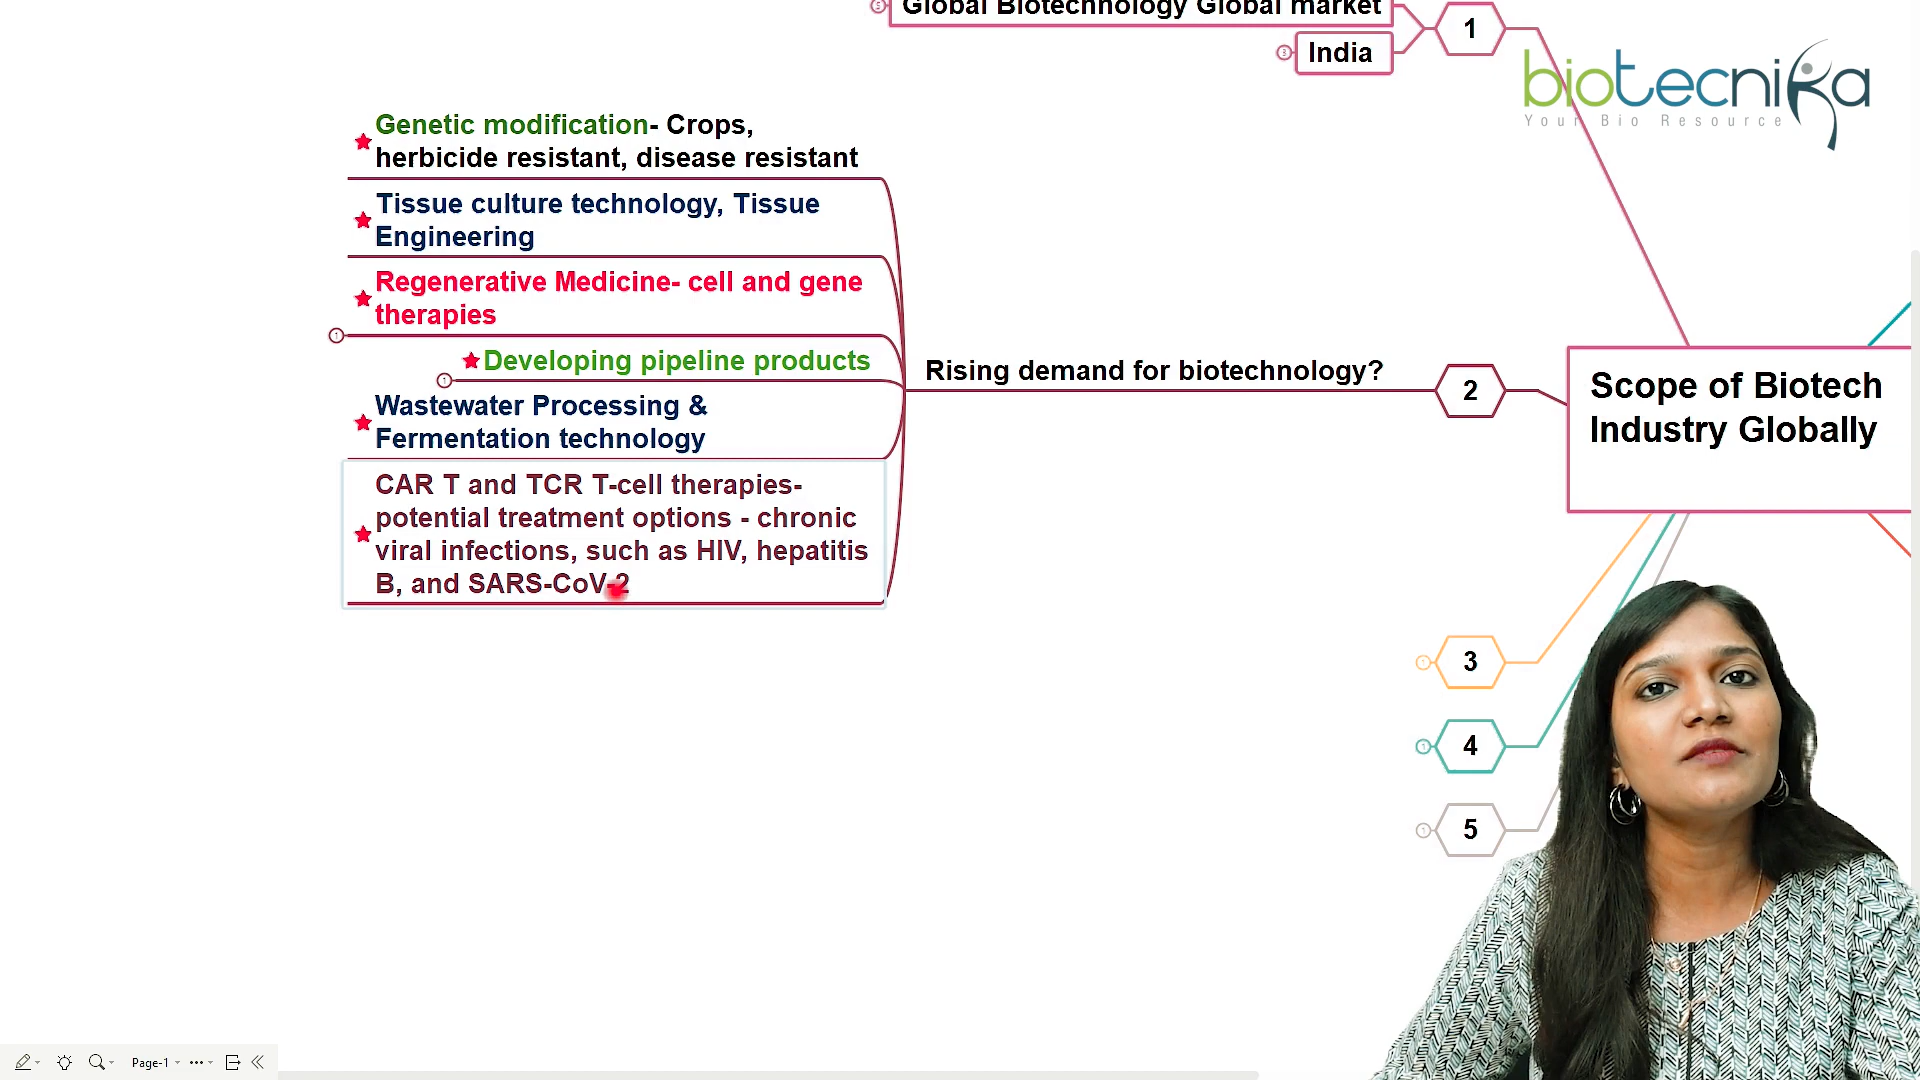 Global Biotechnology Global market
India
1
biotecnika
Your Bio Resource
Genetic modification- Crops,
herbicide resistant, disease resistant
Tissue culture technology, Tissue
Engineering
Regenerative Medicine- cell and gene
therapies
1
Developing pipeline products
1
Wastewater Processing &
Fermentation technology
CAR T and TCR T-cell therapies-
potential treatment options - chronic
viral infections, such as HIV, hepatitis
B, and SARS-CoV-2
Rising demand for biotechnology?
2
Scope of Biotech
Industry Globally
3
4
5
Page-1